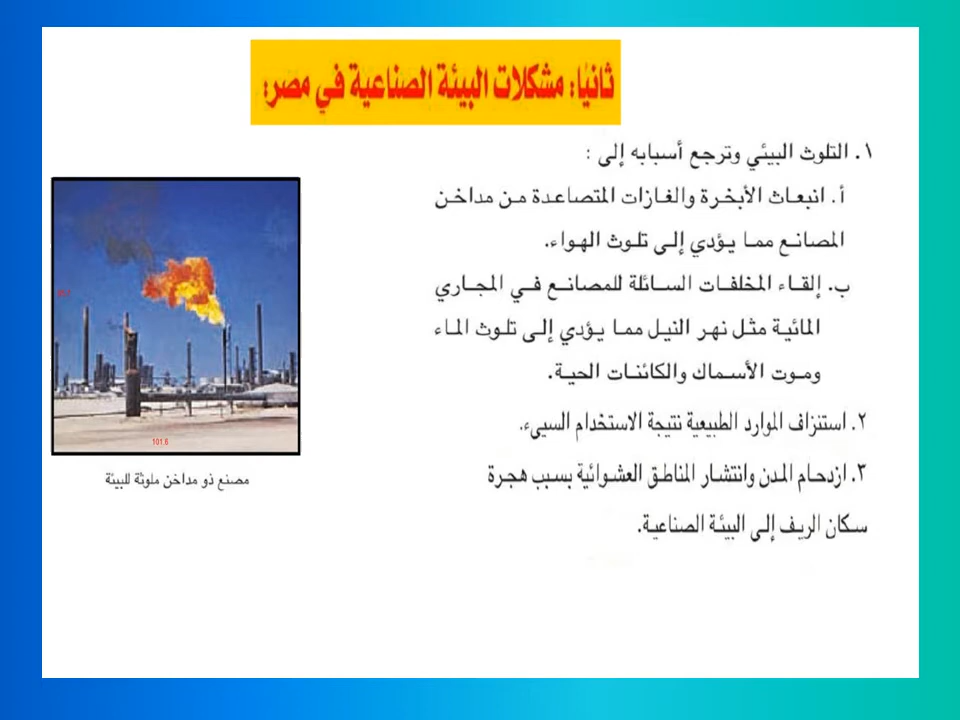 ثانيًا: مشكلات البيئة الصناعية في مصر:
١. التلوث البيئي وترجع أسبابه إلى :
أ. انبعاث الأبخرة والغازات المتصاعدة من مداخن
المصانع مما يؤدي إلى تلوث الهواء.
ب. إلقاء المخلفات السائلة للمصانع في المجاري
المائية مثل نهر النيل مما يؤدي إلى تلوث الماء
وموت الأسماك والكائنات الحية.
٢. استنزاف الموارد الطبيعية نتيجة الاستخدام السيىء.
٣. ازدحام المدن وانتشار المناطق العشوائية بسبب هجرة
سكان الريف إلى البيئة الصناعية.
101.6
مصنع ذو مداخن ملوثة للبيئة